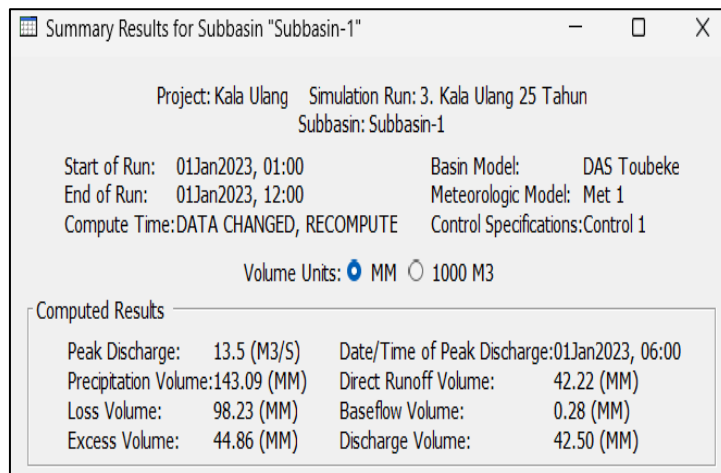 Summary Results for Subbasin "Subbasin-1"
Project: Kala Ulang Simulation Run: 3. Kala Ulang 25 Tahun
Subbasin: Subbasin-1
Start of Run: 01Jan2023, 01:00 Basin Model: DAS Toubeke
End of Run: 01Jan2023, 12:00 Meteorologic Model: Met 1
Compute Time:DATA CHANGED, RECOMPUTE Control Specifications:Control 1
Volume Units: MM 1000 M3
Computed Results
Peak Discharge: 13.5 (M3/S) Date/Time of Peak Discharge:01Jan2023, 06:00
Precipitation Volume:143.09 (MM) Direct Runoff Volume: 42.22 (MM)
Loss Volume: 98.23 (MM) Baseflow Volume: 0.28 (MM)
Excess Volume: 44.86 (MM) Discharge Volume: 42.50 (MM)